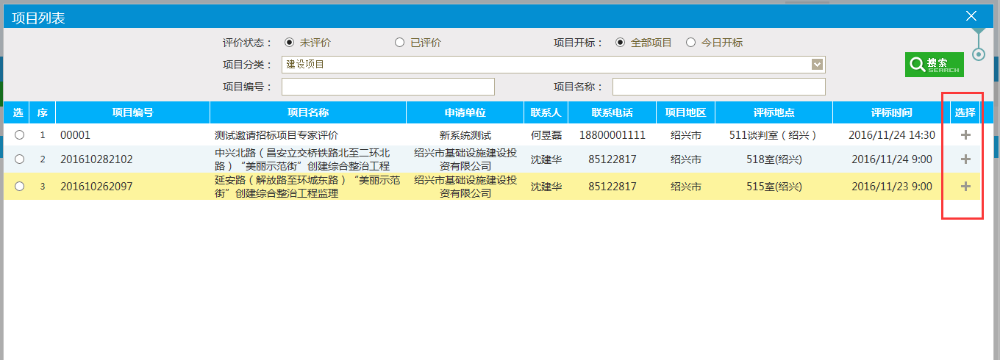 项目列表
评价状态： 未评价 已评价 项目开标： 全部项目 今日开标
项目分类： 建设项目
搜索
SEARCH
项目编号： 项目名称：
选 序 项目编号 项目名称 申请单位 联系人 联系电话 项目地区 评标地点 评标时间 选择
1 00001 测试邀请招标项目专家评价 新系统测试 何昱磊 18800001111 绍兴市 511谈判室（绍兴） 2016/11/24 14:30
2 201610282102 中兴北路（昌安立交桥铁路北至二环北路）“美丽示范街”创建综合整治工程 绍兴市基础设施建设投资有限公司 沈建华 85122817 绍兴市 518室(绍兴) 2016/11/24 9:00
3 201610262097 延安路（解放路至环城东路）“美丽示范街”创建综合整治工程监理 绍兴市基础设施建设投资有限公司 沈建华 85122817 绍兴市 515室(绍兴) 2016/11/23 9:00